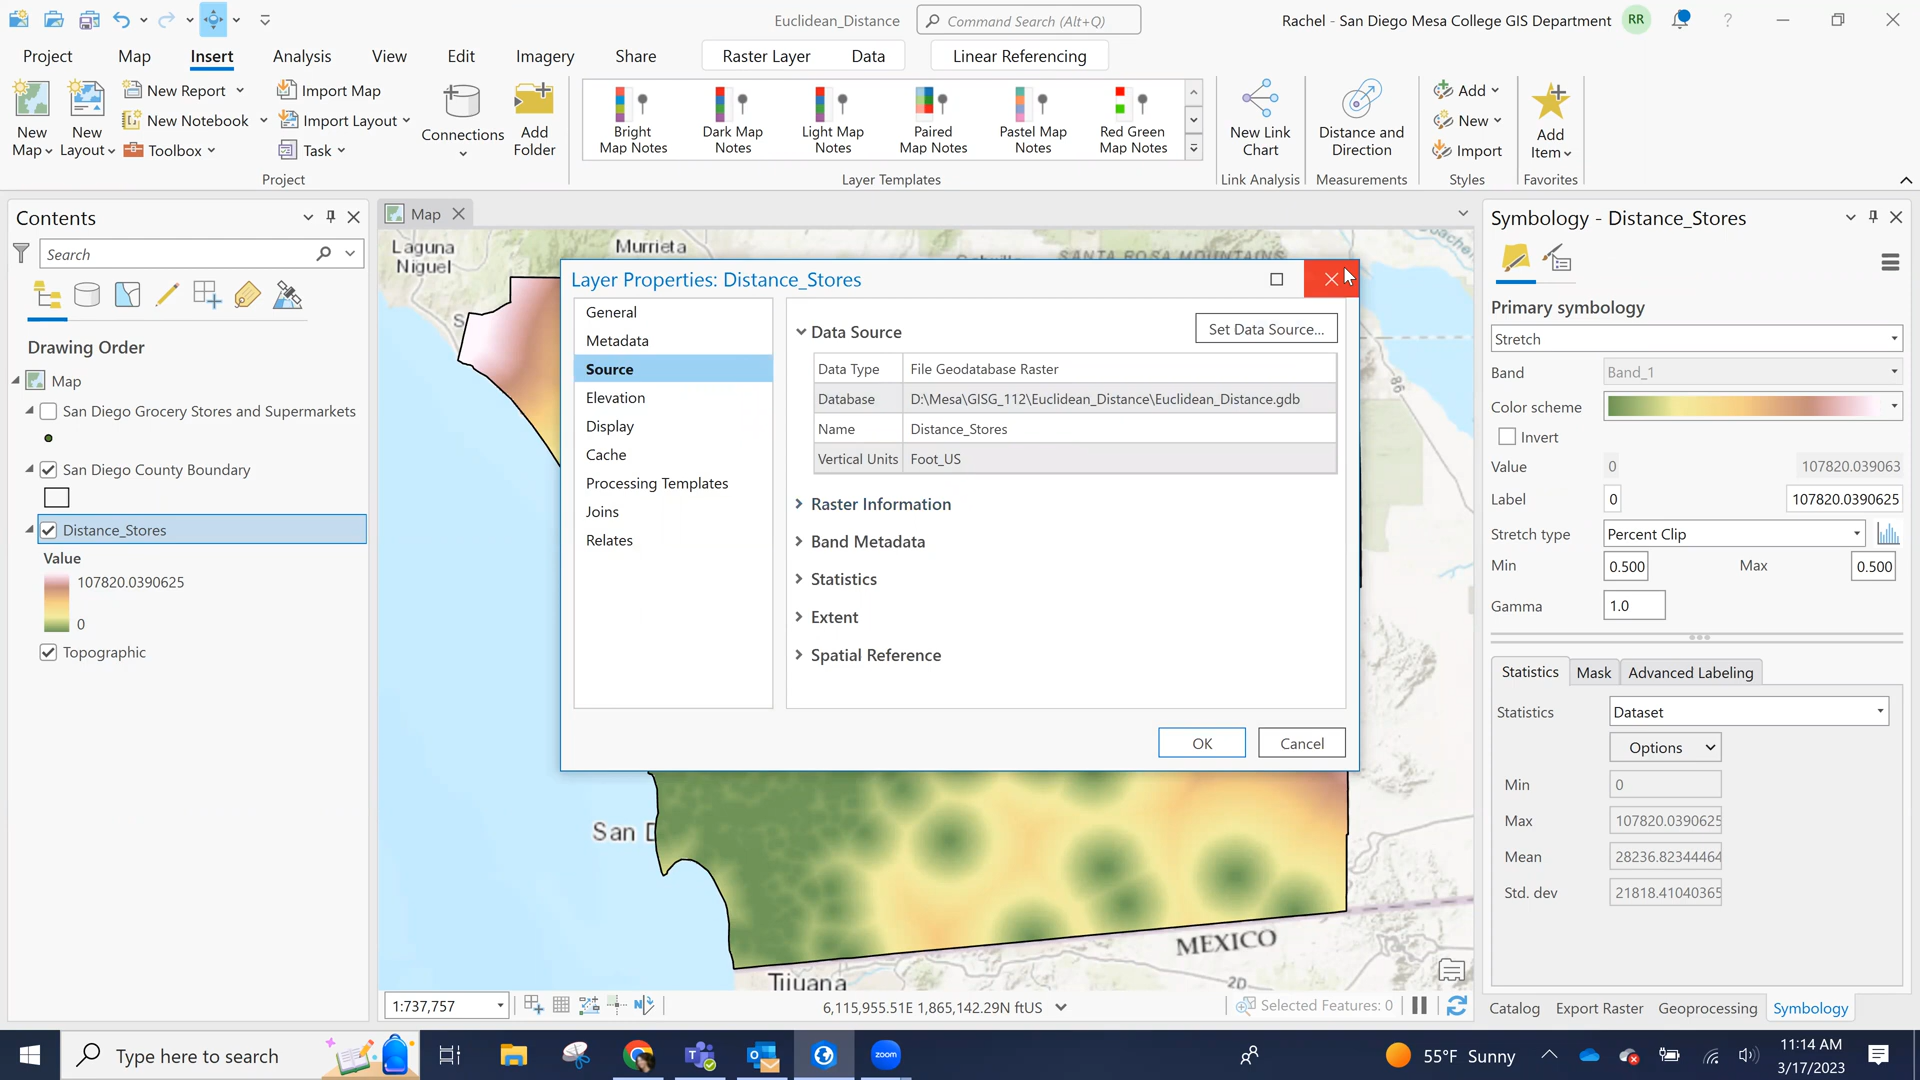 Euclidean_Distance
Command Search (Alt+Q)
Rachel - San Diego Mesa College GIS Department
RR
?
Project
Map
Insert
Analysis
View
Edit
Imagery
Share
Raster Layer
Data
Linear Referencing
New Map
New Layout
New Report
New Notebook
Toolbox
Import Map
Import Layout
Task
Project
Connections
Add Folder
Bright Map Notes
Dark Map Notes
Light Map Notes
Paired Map Notes
Pastel Map Notes
Red Green Map Notes
Layer Templates
New Link Chart
Link Analysis
Distance and Direction
Measurements
Add
New
Import
Styles
Add Item
Favorites
Contents
Search
Drawing Order
Map
San Diego Grocery Stores and Supermarkets
San Diego County Boundary
Distance_Stores
Value
107820.0390625
0
Topographic
Map
Laguna Niguel
Murrieta
SANTA ROSA MOUNTAINS
86
San D
MEXICO
Tijuana
2D
Layer Properties: Distance_Stores
General
Metadata
Source
Elevation
Display
Cache
Processing Templates
Joins
Relates
Data Source
Set Data Source...
Data Type File Geodatabase Raster
Database D:\Mesa\GISG_112\Euclidean_Distance\Euclidean_Distance.gdb
Name Distance_Stores
Vertical Units Foot_US
Raster Information
Band Metadata
Statistics
Extent
Spatial Reference
OK
Cancel
1:737,757
6,115,955.51E 1,865,142.29N ftUS
Selected Features: 0
Symbology - Distance_Stores
Primary symbology
Stretch
Band Band_1
Color scheme
Invert
Value 0 107820.039063
Label 0 107820.0390625
Stretch type Percent Clip
Min 0.500 Max 0.500
Gamma 1.0
Statistics
Mask
Advanced Labeling
Statistics Dataset
Options
Min 0
Max 107820.0390625
Mean 28236.82344464
Std. dev 21818.41040365
Catalog
Export Raster
Geoprocessing
Symbology
Type here to search
zoom
55°F Sunny
11:14 AM
3/17/2023